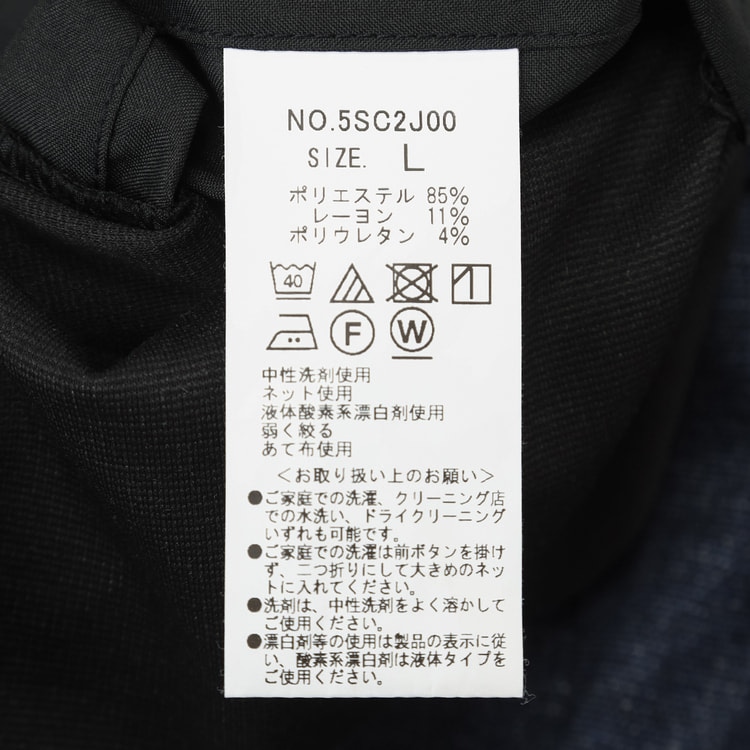 NO.5SC2J00
SIZE. L
ポリエステル 85%
レーヨン 11%
ポリウレタン 4%
40
F W
中性洗剤使用
ネット使用
液体酸素系漂白剤使用
弱く絞る
あて布使用
<お取り扱い上のお願い>
●ご家庭での洗濯、クリーニング店
での水洗い、ドライクリーニング
いずれも可能です。
●ご家庭での洗濯は前ボタンを掛け
ず、二つ折りにして大きめのネッ
トに入れてください。
●洗剤は、中性洗剤をよく溶かして
ご使用ください。
●漂白剤等の使用は製品の表示に従
い、酸素系漂白剤は液体タイプを
ご使用ください。